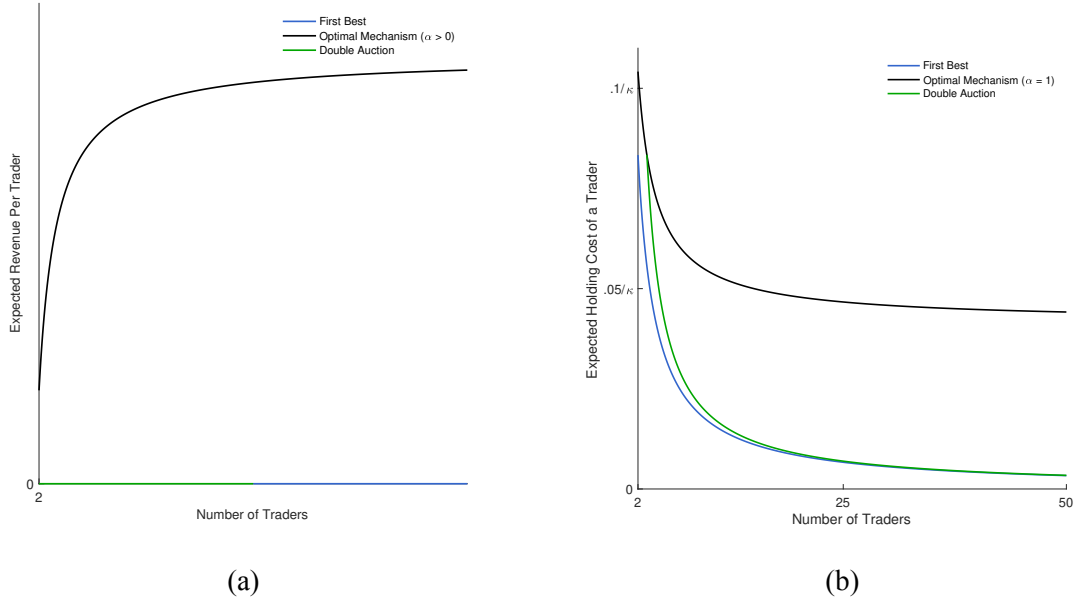 First Best
Optimal Mechanism (α > 0)
Double Auction
Expected Revenue Per Trader
0
2
Number of Traders
(a)
First Best
Optimal Mechanism (α = 1)
Double Auction
Expected Holding Cost of a Trader
.1/κ
.05/κ
0
2
25
50
Number of Traders
(b)